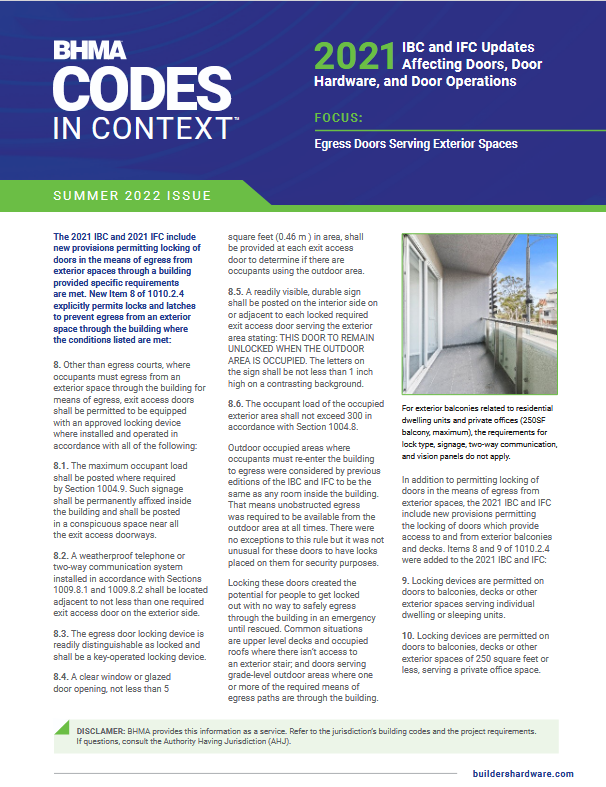 BHMA
CODES
IN CONTEXT™
2021 IBC and IFC Updates
Affecting Doors, Door
Hardware, and Door Operations
FOCUS:
Egress Doors Serving Exterior Spaces
SUMMER 2022 ISSUE
The 2021 IBC and 2021 IFC include
new provisions permitting locking of
doors in the means of egress from
exterior spaces through a building
provided specific requirements
are met. New Item 8 of 1010.2.4
explicitly permits locks and latches
to prevent egress from an exterior
space through the building where
the conditions listed are met:
8. Other than egress courts, where
occupants must egress from an
exterior space through the building for
means of egress, exit access doors
shall be permitted to be equipped
with an approved locking device
where installed and operated in
accordance with all of the following:
8.1. The maximum occupant load
shall be posted where required
by Section 1004.9. Such signage
shall be permanently affixed inside
the building and shall be posted
in a conspicuous space near all
the exit access doorways.
8.2. A weatherproof telephone or
two-way communication system
installed in accordance with Sections
1009.8.1 and 1009.8.2 shall be located
adjacent to not less than one required
exit access door on the exterior side.
8.3. The egress door locking device is
readily distinguishable as locked and
shall be a key-operated locking device.
8.4. A clear window or glazed
door opening, not less than 5
square feet (0.46 m ) in area, shall
be provided at each exit access
door to determine if there are
occupants using the outdoor area.
8.5. A readily visible, durable sign
shall be posted on the interior side on
or adjacent to each locked required
exit access door serving the exterior
area stating: THIS DOOR TO REMAIN
UNLOCKED WHEN THE OUTDOOR
AREA IS OCCUPIED. The letters on
the sign shall be not less than 1 inch
high on a contrasting background.
8.6. The occupant load of the occupied
exterior area shall not exceed 300 in
accordance with Section 1004.8.
Outdoor occupied areas where
occupants must re-enter the building
to egress were considered by previous
editions of the IBC and IFC to be the
same as any room inside the building.
That means unobstructed egress
was required to be available from the
outdoor area at all times. There were
no exceptions to this rule but it was not
unusual for these doors to have locks
placed on them for security purposes.
Locking these doors created the
potential for people to get locked
out with no way to safely egress
through the building in an emergency
until rescued. Common situations
are upper level decks and occupied
roofs where there isn't access to
an exterior stair; and doors serving
grade-level outdoor areas where one
or more of the required means of
egress paths are through the building.
For exterior balconies related to residential
dwelling units and private offices (250SF
balcony, maximum), the requirements for
lock type, signage, two-way communication,
and vision panels do not apply.
In addition to permitting locking of
doors in the means of egress from
exterior spaces, the 2021 IBC and IFC
include new provisions permitting
the locking of doors which provide
access to and from exterior balconies
and decks. Items 8 and 9 of 1010.2.4
were added to the 2021 IBC and IFC:
9. Locking devices are permitted on
doors to balconies, decks or other
exterior spaces serving individual
dwelling or sleeping units.
10. Locking devices are permitted on
doors to balconies, decks or other
exterior spaces of 250 square feet or
less, serving a private office space.
DISCLAMER: BHMA provides this information as a service. Refer to the jurisdiction's building codes and the project requirements.
If questions, consult the Authority Having Jurisdiction (AHJ).
buildershardware.com